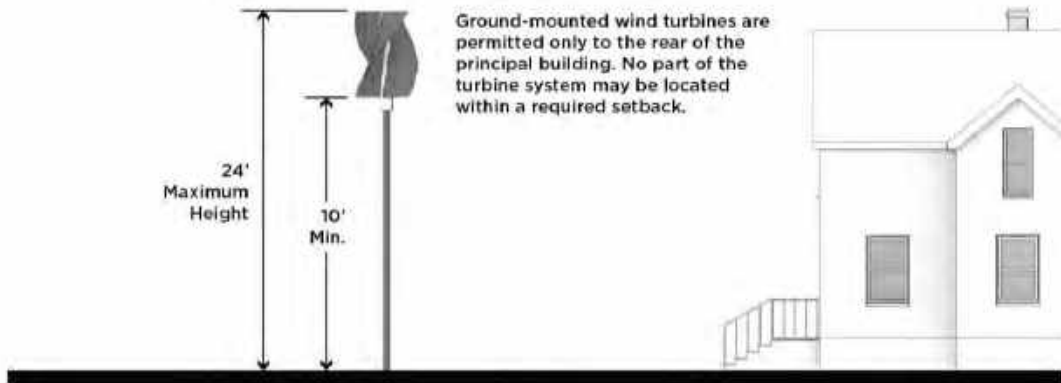 Ground-mounted wind turbines are
permitted only to the rear of the
principal building. No part of the
turbine system may be located
within a required setback.
24'
Maximum
Height
10'
Min.